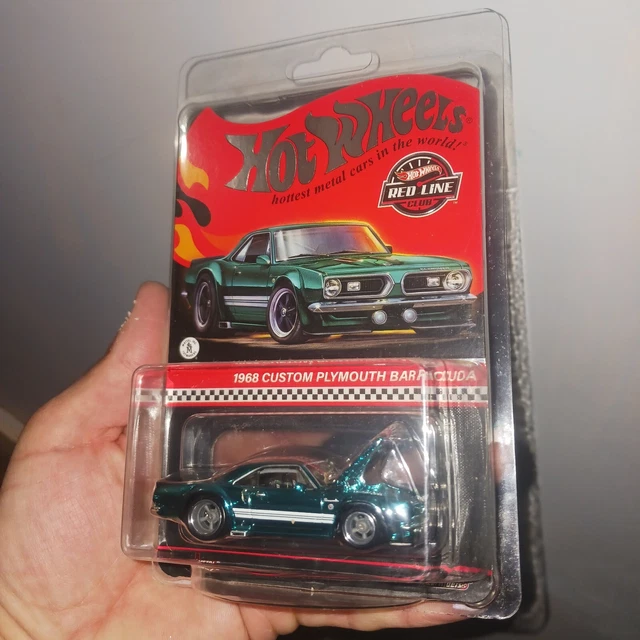 Hot Wheels
hottest metal cars in the world!
HOT WHEELS
RED LINE
CLUB
1968 CUSTOM PLYMOUTH BARRACUDA